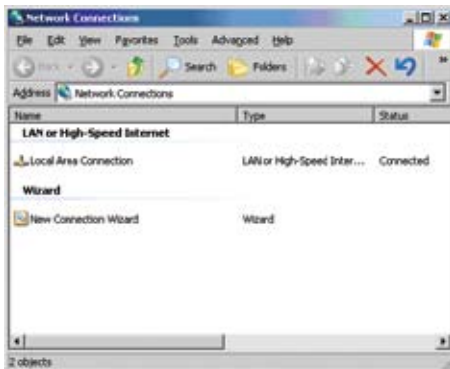 Network Connections
File Edit View Favorites Tools Advanced Help
Back Search Folders »
Address Network Connections
Name Type Status
LAN or High-Speed Internet
Local Area Connection LAN or High-Speed Inter... Connected
Wizard
New Connection Wizard Wizard
2 objects